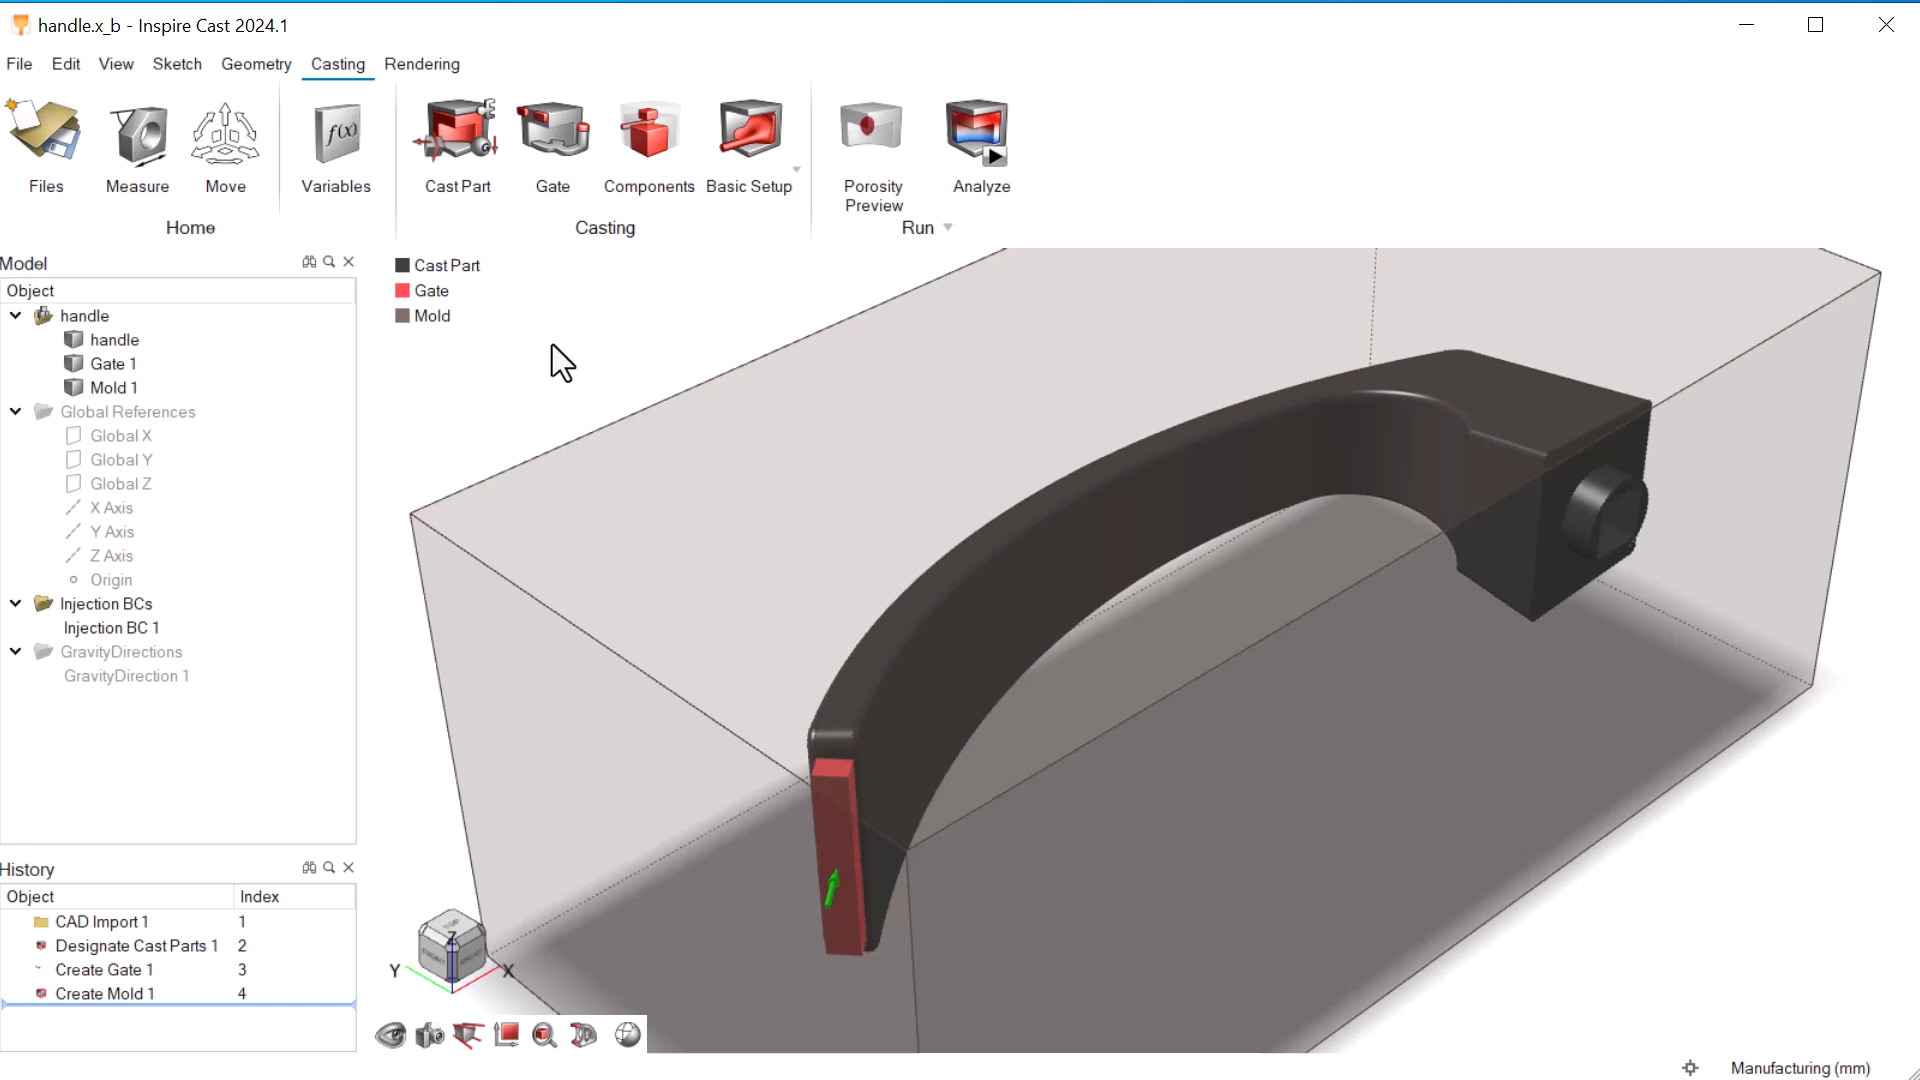 handle.x_b - Inspire Cast 2024.1
File Edit View Sketch Geometry Casting Rendering
f(x)
G
Files Measure Move Variables Cast Part Gate Components Basic Setup Porosity Preview Analyze
Home Casting Run
Model
Object
handle
handle
Gate 1
Mold 1
Global References
Global X
Global Y
Global Z
X Axis
Y Axis
Z Axis
Origin
Injection BCs
Injection BC 1
GravityDirections
GravityDirection 1
Cast Part
Gate
Mold
History
Object Index
CAD Import 1 1
Designate Cast Parts 1 2
Create Gate 1 3
Create Mold 1 4
TOP
Z
FRONT
Y X
Manufacturing (mm)